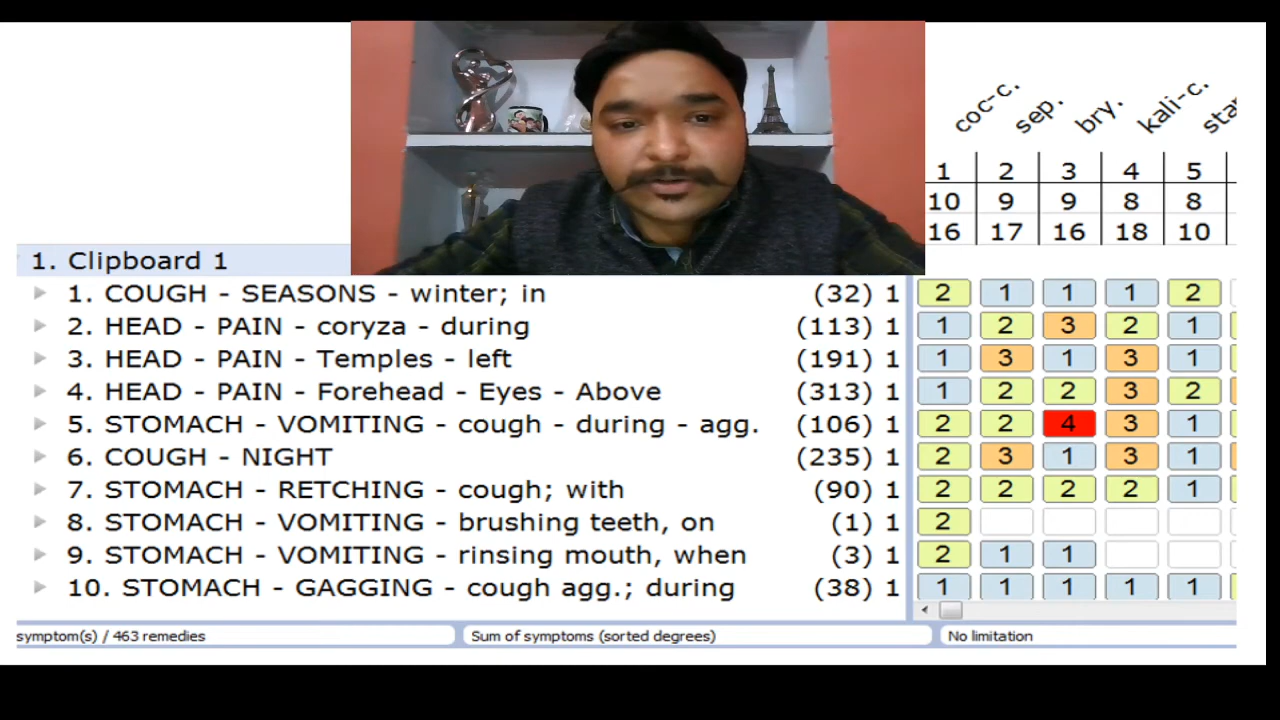 coc-c. sep. bry. kali-c. sta
1 2 3 4 5
10 9 9 8 8
16 17 16 18 10
1. Clipboard 1
1. COUGH - SEASONS - winter; in (32) 1 2 1 1 1 2
2. HEAD - PAIN - coryza - during (113) 1 1 2 3 2 1
3. HEAD - PAIN - Temples - left (191) 1 1 3 1 3 1
4. HEAD - PAIN - Forehead - Eyes - Above (313) 1 1 2 2 3 2
5. STOMACH - VOMITING - cough - during - agg. (106) 1 2 2 4 3 1
6. COUGH - NIGHT (235) 1 2 3 1 3 1
7. STOMACH - RETCHING - cough; with (90) 1 2 2 2 2 1
8. STOMACH - VOMITING - brushing teeth, on (1) 1 2
9. STOMACH - VOMITING - rinsing mouth, when (3) 1 2 1 1
10. STOMACH - GAGGING - cough agg.; during (38) 1 1 1 1 1 1
symptom(s) / 463 remedies Sum of symptoms (sorted degrees) No limitation